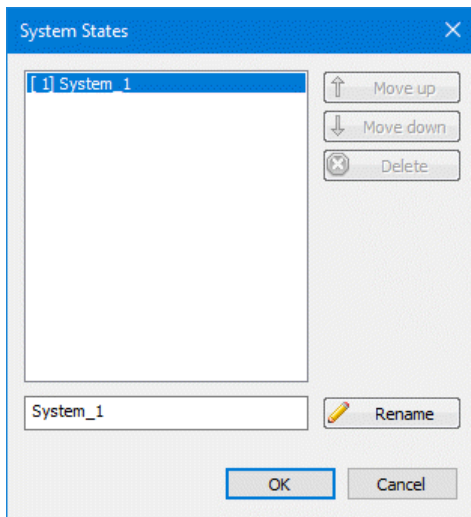 System States
[ 1] System_1
Move up
Move down
Delete
System_1
Rename
OK
Cancel